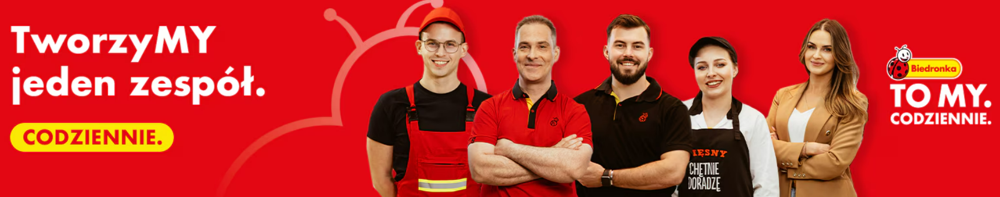 TworzyMY
jeden zespół.
CODZIENNIE.
CHĘTNIE
DORADZĘ
Biedronka
TO MY.
CODZIENNIE.